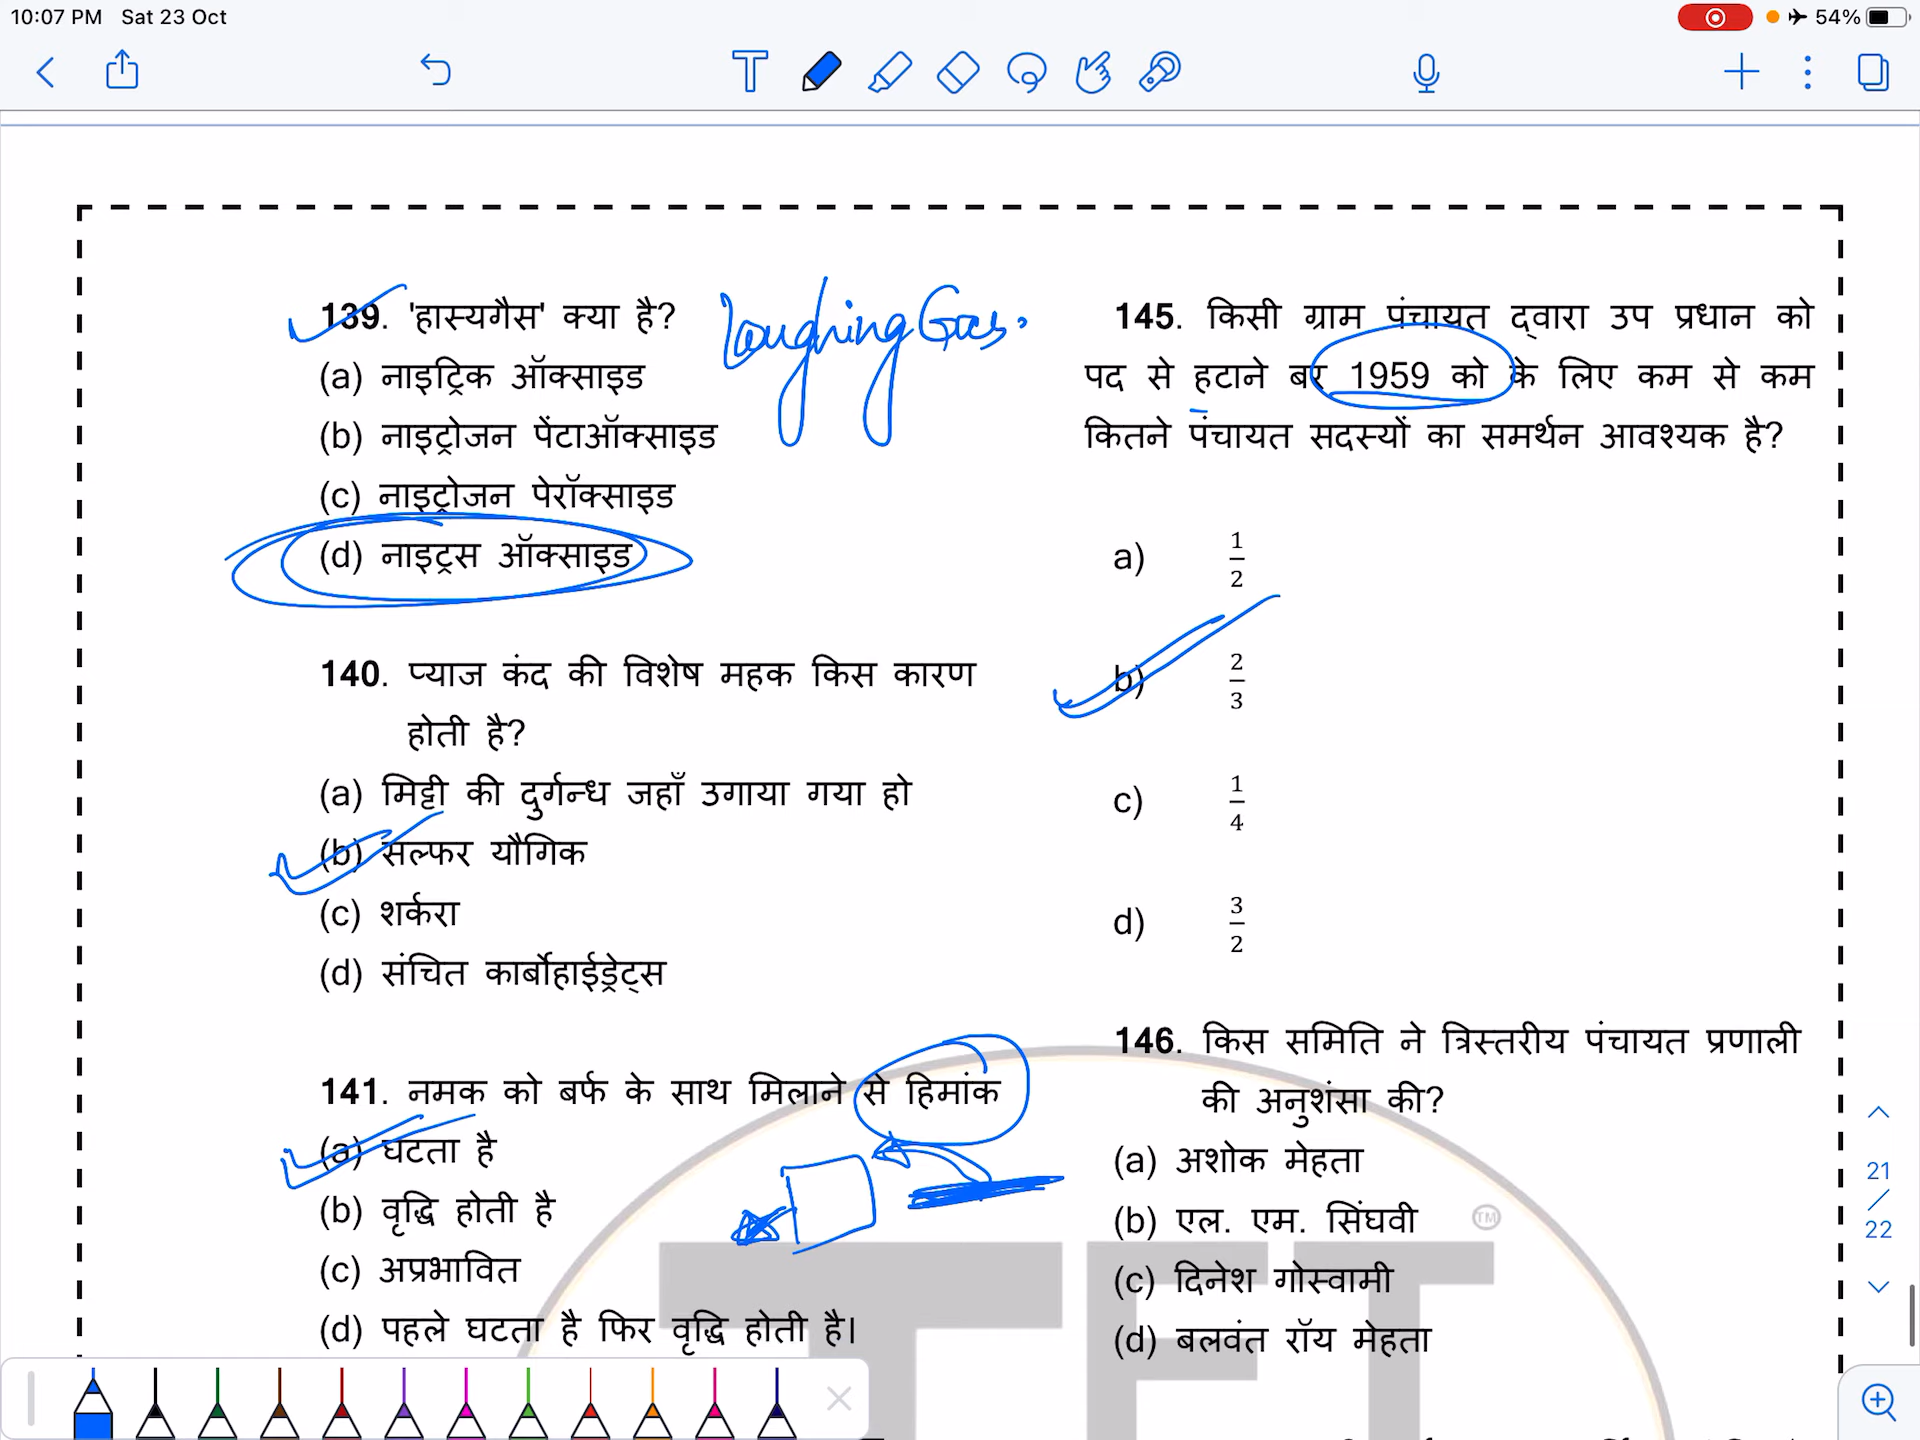 10:07 PM Sat 23 Oct
54%
139. 'हास्यगैस' क्या है?
Laughing Gas.
(a) नाइट्रिक ऑक्साइड
(b) नाइट्रोजन पेंटाऑक्साइड
(c) नाइट्रोजन पेरॉक्साइड
(d) नाइट्रस ऑक्साइड
140. प्याज कंद की विशेष महक किस कारण
होती है?
(a) मिट्टी की दुर्गन्ध जहाँ उगाया गया हो
(b) सल्फर यौगिक
(c) शर्करा
(d) संचित कार्बोहाईड्रेट्स
141. नमक को बर्फ के साथ मिलाने से हिमांक
(a) घटता है
(b) वृद्धि होती है
(c) अप्रभावित
(d) पहले घटता है फिर वृद्धि होती है।
145. किसी ग्राम पंचायत द्वारा उप प्रधान को
पद से हटाने बर 1959 को के लिए कम से कम
कितने पंचायत सदस्यों का समर्थन आवश्यक है?
a) 1/2
b) 2/3
c) 1/4
d) 3/2
146. किस समिति ने त्रिस्तरीय पंचायत प्रणाली
की अनुशंसा की?
(a) अशोक मेहता
(b) एल. एम. सिंघवी
(c) दिनेश गोस्वामी
(d) बलवंत रॉय मेहता
TM
21
/
22